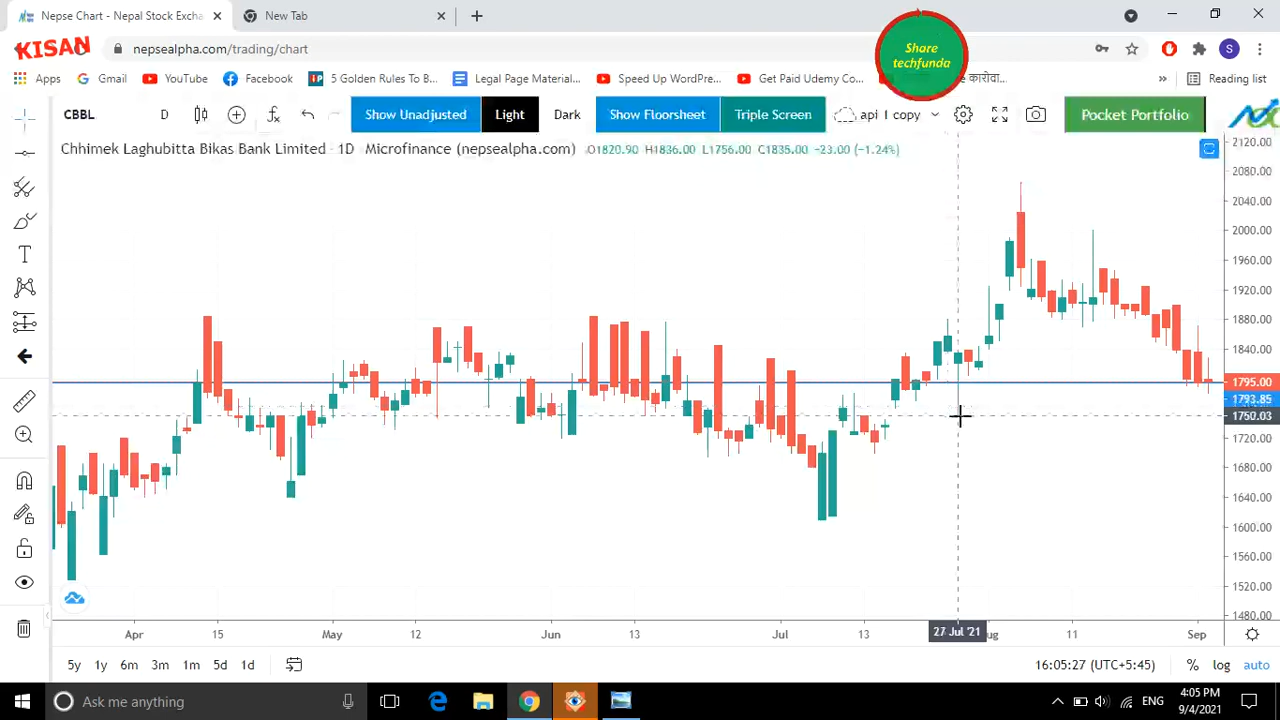 Nepse Chart - Nepal Stock Excha
New Tab
KISAN
nepsealpha.com/trading/chart
Share
techfunda
S
Apps
Gmail
YouTube
Facebook
5 Golden Rules To B...
Legal Page Material...
Speed Up WordPre...
Get Paid Udemy Co...
कारोवा...
Reading list
CBBL
D
Show Unadjusted
Light
Dark
Show Floorsheet
Triple Screen
api 1 copy
Pocket Portfolio
Chhimek Laghubitta Bikas Bank Limited · 1D Microfinance (nepsealpha.com)
O1820.90 H1836.00 L1756.00 C1835.00 −23.00 (−1.24%)
2120.00
2080.00
2040.00
2000.00
1960.00
1920.00
1880.00
1840.00
1795.00
1793.85
1750.03
1720.00
1680.00
1640.00
1600.00
1560.00
1520.00
1480.00
Apr
15
May
12
Jun
13
Jul
13
27 Jul '21
ug
11
Sep
5y
1y
6m
3m
1m
5d
1d
16:05:27 (UTC+5:45)
%
log
auto
Ask me anything
ENG
4:05 PM
9/4/2021